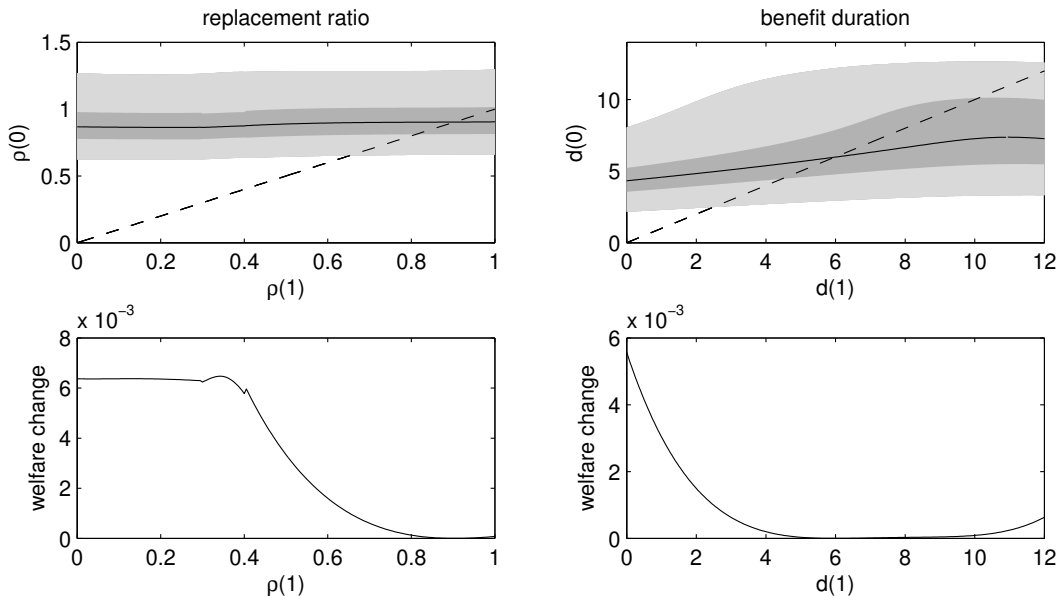 replacement ratio
1.5
1
0.5
0
ρ(0)
0 0.2 0.4 0.6 0.8 1
ρ(1)
benefit duration
10
5
0
d(0)
0 2 4 6 8 10 12
d(1)
x 10⁻³
8
6
4
2
0
welfare change
0 0.2 0.4 0.6 0.8 1
ρ(1)
x 10⁻³
6
4
2
0
welfare change
0 2 4 6 8 10 12
d(1)